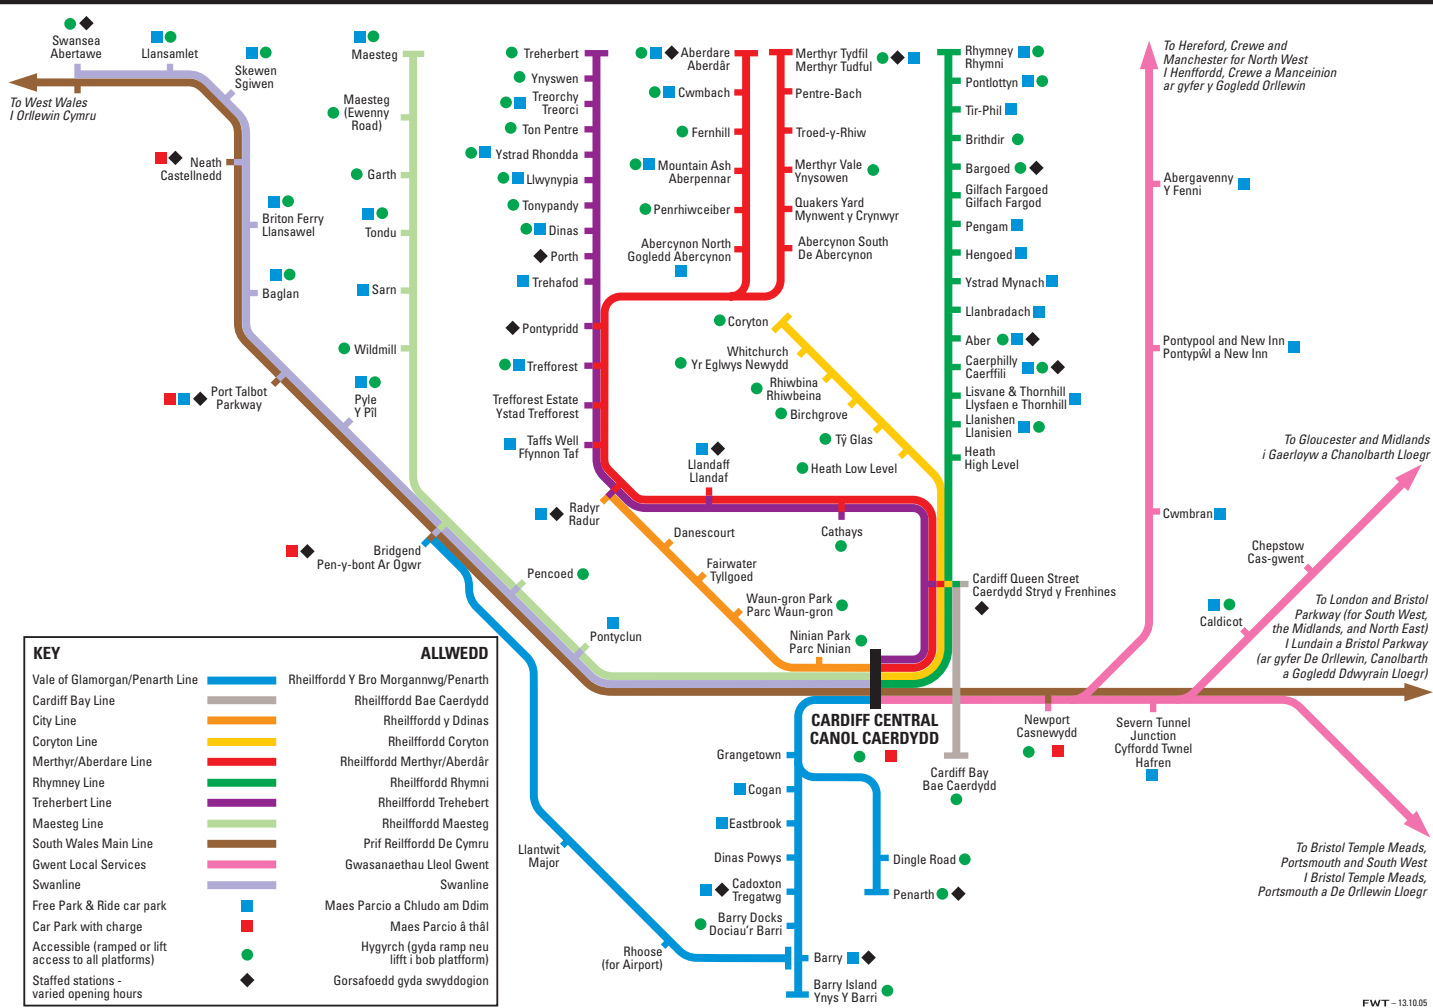 Swansea
Abertawe
Llansamlet
Skewen
Sgiwen
To West Wales
I Orllewin Cymru
Neath
Castellnedd
Briton Ferry
Llansawel
Baglan
Port Talbot
Parkway
Maesteg
Maesteg
(Ewenny
Road)
Garth
Tondu
Sarn
Wildmill
Pyle
Y Pîl
Bridgend
Pen-y-bont Ar Ogwr
Pencoed
Pontyclun
Treherbert
Ynyswen
Treorchy
Treorci
Ton Pentre
Ystrad Rhondda
Llwynypia
Tonypandy
Dinas
Porth
Trehafod
Pontypridd
Trefforest
Trefforest Estate
Ystad Trefforest
Taffs Well
Ffynnon Taf
Radyr
Radur
Aberdare
Aberdâr
Cwmbach
Fernhill
Mountain Ash
Aberpennar
Penrhiwceiber
Abercynon North
Gogledd Abercynon
Merthyr Tydfil
Merthyr Tudful
Pentre-Bach
Troed-y-Rhiw
Merthyr Vale
Ynysowen
Quakers Yard
Mynwent y Crynwyr
Abercynon South
De Abercynon
Coryton
Whitchurch
Yr Eglwys Newydd
Rhiwbina
Rhiwbeina
Birchgrove
Tŷ Glas
Heath Low Level
Llandaff
Llandaf
Cathays
Danescourt
Fairwater
Tyllgoed
Waun-gron Park
Parc Waun-gron
Ninian Park
Parc Ninian
Rhymney
Rhymni
Pontlottyn
Tir-Phil
Brithdir
Bargoed
Gilfach Fargoed
Gilfach Fargod
Pengam
Hengoed
Ystrad Mynach
Llanbradach
Aber
Caerphilly
Caerffili
Lisvane & Thornhill
Llysfaen e Thornhill
Llanishen
Llanisien
Heath
High Level
Cardiff Queen Street
Caerdydd Stryd y Frenhines
To Hereford, Crewe and
Manchester for North West
I Henffordd, Crewe a Manceinion
ar gyfer y Gogledd Orllewin
Abergavenny
Y Fenni
Pontypool and New Inn
Pontypŵl a New Inn
Cwmbran
To Gloucester and Midlands
i Gaerloyw a Chanolbarth Lloegr
Chepstow
Cas-gwent
Caldicot
To London and Bristol
Parkway (for South West,
the Midlands, and North East)
I Lundain a Bristol Parkway
(ar gyfer De Orllewin, Canolbarth
a Gogledd Ddwyrain Lloegr)
CARDIFF CENTRAL
CANOL CAERDYDD
Newport
Casnewydd
Severn Tunnel
Junction
Cyffordd Twnel
Hafren
Cardiff Bay
Bae Caerdydd
Grangetown
Cogan
Eastbrook
Dinas Powys
Cadoxton
Tregatwg
Barry Docks
Dociau'r Barri
Barry
Barry Island
Ynys Y Barri
Dingle Road
Penarth
Llantwit
Major
Rhoose
(for Airport)
To Bristol Temple Meads,
Portsmouth and South West
I Bristol Temple Meads,
Portsmouth a De Orllewin Lloegr
KEY ALLWEDD
Vale of Glamorgan/Penarth Line Rheilffordd Y Bro Morgannwg/Penarth
Cardiff Bay Line Rheilffordd Bae Caerdydd
City Line Rheilffordd y Ddinas
Coryton Line Rheilffordd Coryton
Merthyr/Aberdare Line Rheilffordd Merthyr/Aberdâr
Rhymney Line Rheilffordd Rhymni
Treherbert Line Rheilffordd Trehebert
Maesteg Line Rheilffordd Maesteg
South Wales Main Line Prif Reilffordd De Cymru
Gwent Local Services Gwasanaethau Lleol Gwent
Swanline Swanline
Free Park & Ride car park Maes Parcio a Chludo am Ddim
Car Park with charge Maes Parcio â thâl
Accessible (ramped or lift Hygyrch (gyda ramp neu
access to all platforms) lifft i bob platfform)
Staffed stations - Gorsafoedd gyda swyddogion
varied opening hours
FWT – 13.10.05